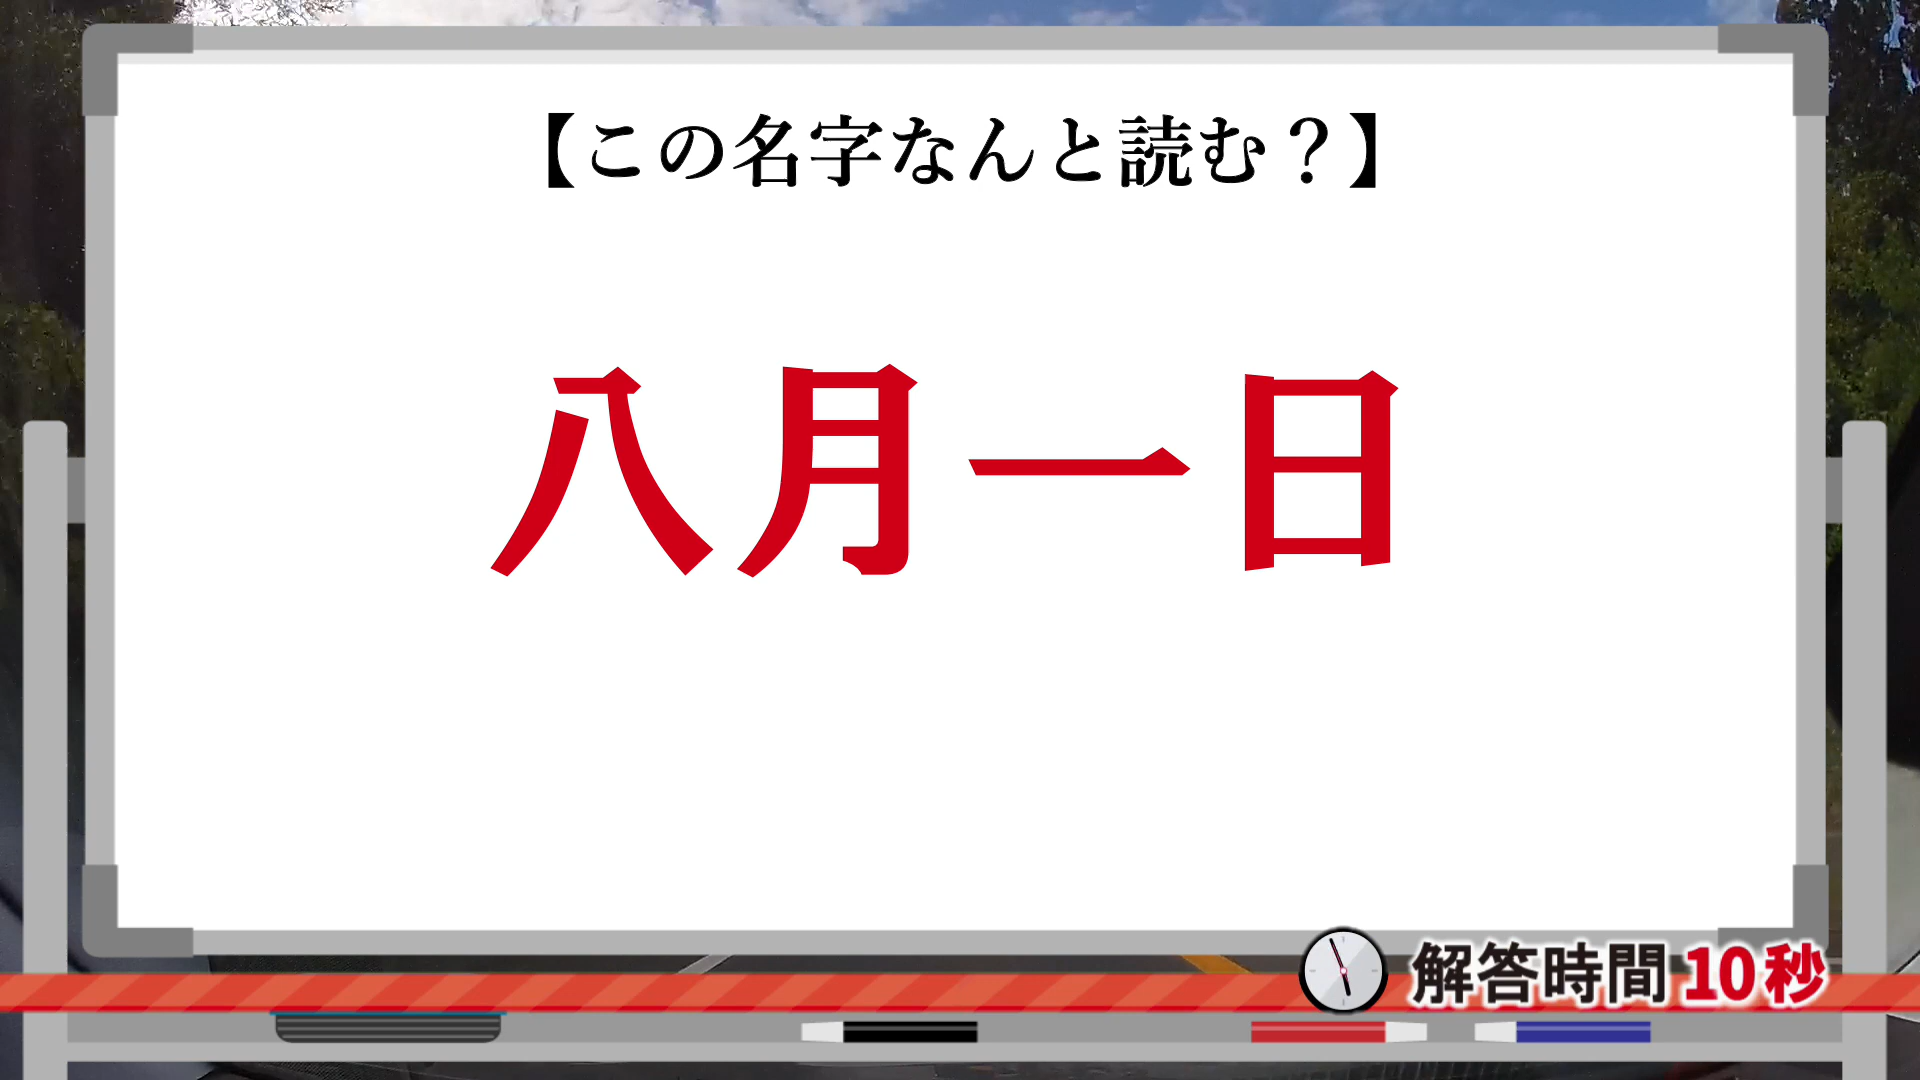 【この名字なんと読む？】
八月一日
解答時間10秒